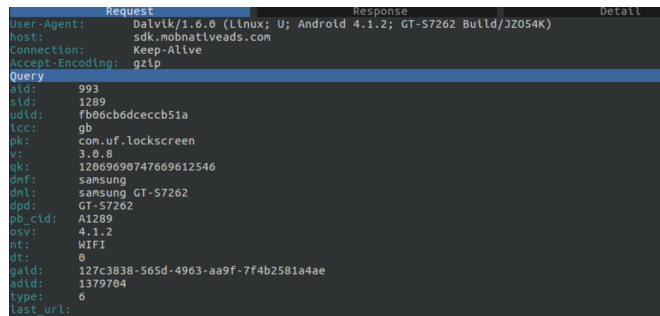 Request Response Detail
User-Agent: Dalvik/1.6.0 (Linux; U; Android 4.1.2; GT-S7262 Build/JZO54K)
host: sdk.mobnativeads.com
Connection: Keep-Alive
Accept-Encoding: gzip
Query
aid: 993
sid: 1289
udid: fb06cb6dceccb51a
icc: gb
pk: com.uf.lockscreen
v: 3.0.8
qk: 12069690747669612546
dmf: samsung
dml: samsung GT-S7262
dpd: GT-S7262
pb_cid: A1289
osv: 4.1.2
nt: WIFI
dt: 0
gaid: 127c3838-565d-4963-aa9f-7f4b2581a4ae
adid: 1379704
type: 6
last_url: